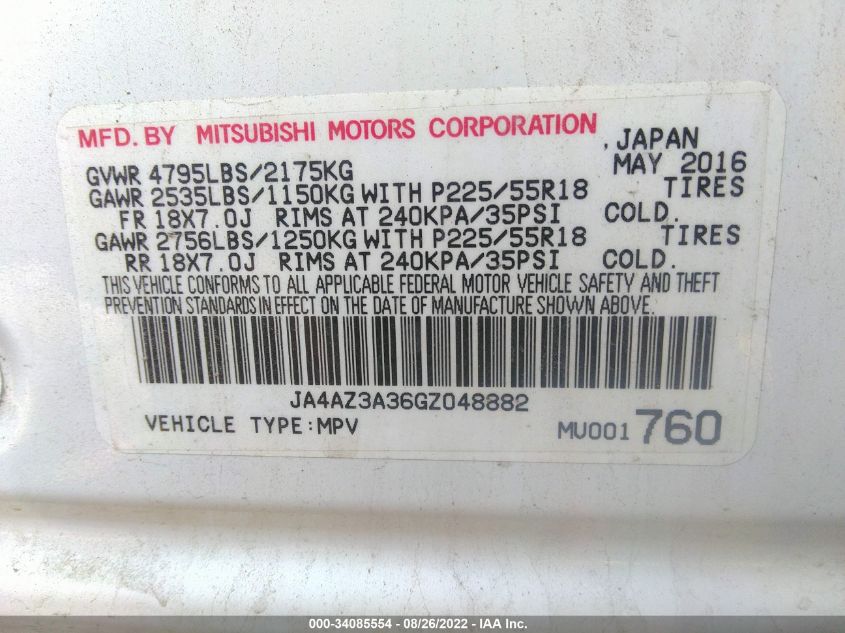 MFD. BY MITSUBISHI MOTORS CORPORATION , JAPAN
GVWR 4795LBS/2175KG MAY 2016
GAWR 2535LBS/1150KG WITH P225/55R18 TIRES
FR 18X7.0J RIMS AT 240KPA/35PSI COLD.
GAWR 2756LBS/1250KG WITH P225/55R18 TIRES
RR 18X7.0J RIMS AT 240KPA/35PSI COLD.
THIS VEHICLE CONFORMS TO ALL APPLICABLE FEDERAL MOTOR VEHICLE SAFETY AND THEFT
PREVENTION STANDARDS IN EFFECT ON THE DATE OF MANUFACTURE SHOWN ABOVE.
JA4AZ3A36GZ048882
VEHICLE TYPE:MPV MU001760
000-34085554 - 08/26/2022 - IAA Inc.